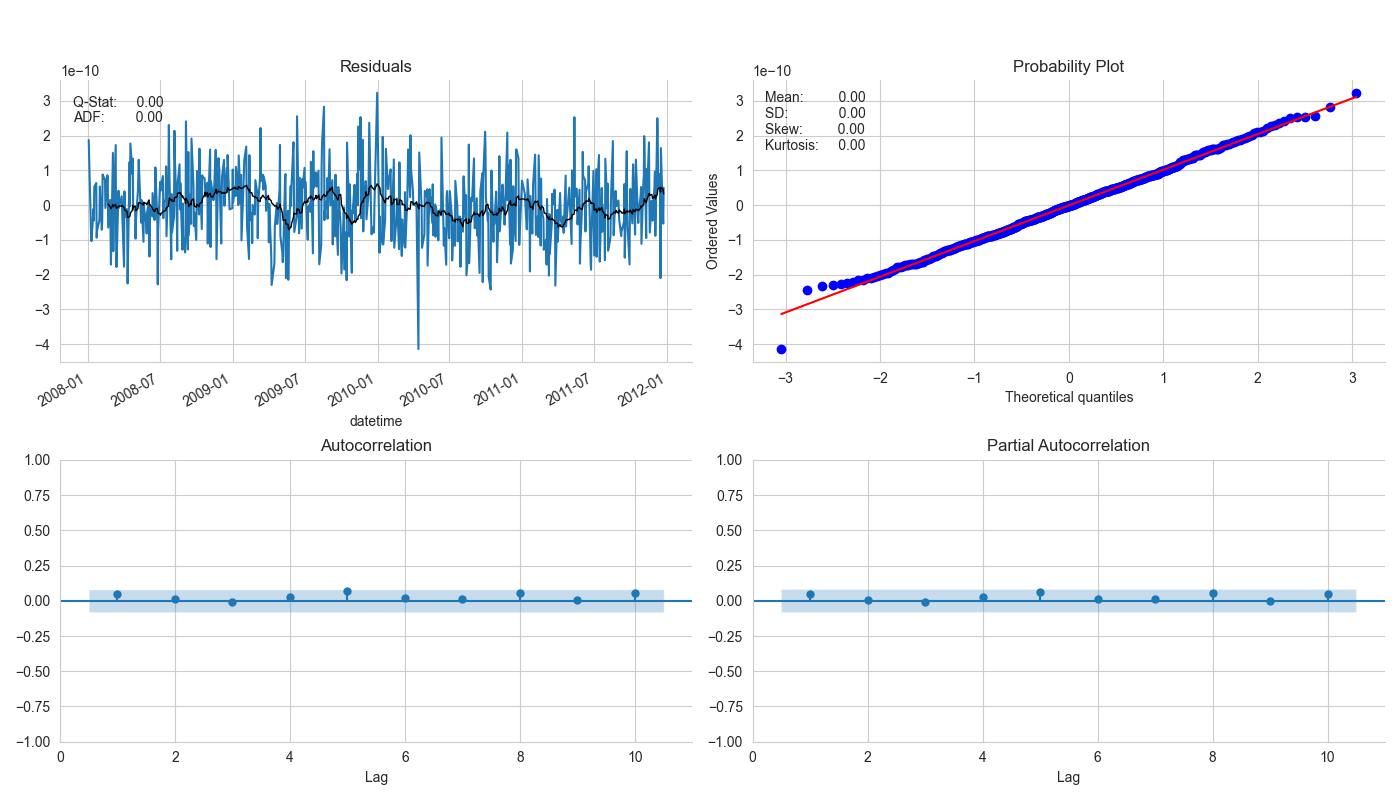 Residuals
1e−10
Q-Stat: 0.00
ADF: 0.00
3
2
1
0
−1
−2
−3
−4
2008-01
2008-07
2009-01
2009-07
2010-01
2010-07
2011-01
2011-07
2012-01
datetime
Probability Plot
1e−10
Mean: 0.00
SD: 0.00
Skew: 0.00
Kurtosis: 0.00
Ordered Values
3
2
1
0
−1
−2
−3
−4
−3 −2 −1 0 1 2 3
Theoretical quantiles
Autocorrelation
1.00
0.75
0.50
0.25
0.00
−0.25
−0.50
−0.75
−1.00
0 2 4 6 8 10
Lag
Partial Autocorrelation
1.00
0.75
0.50
0.25
0.00
−0.25
−0.50
−0.75
−1.00
0 2 4 6 8 10
Lag